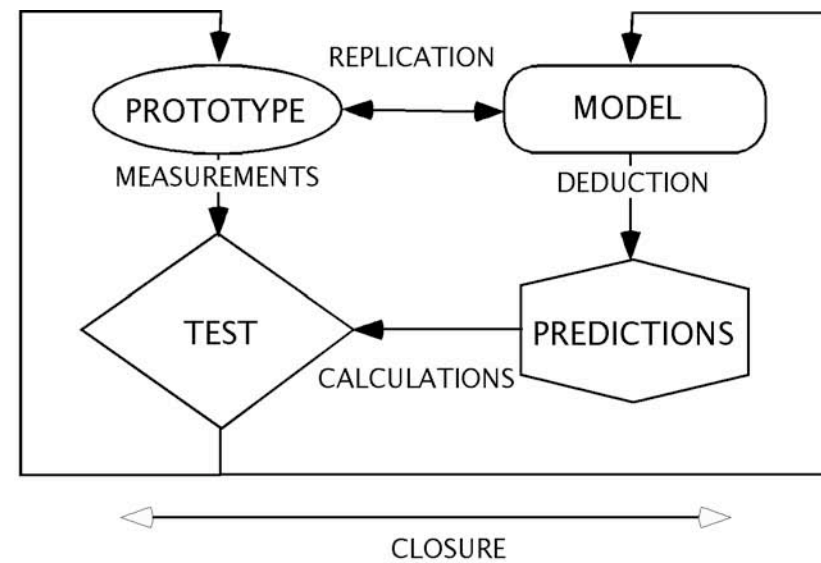 REPLICATION
PROTOTYPE
MODEL
MEASUREMENTS
DEDUCTION
TEST
PREDICTIONS
CALCULATIONS
CLOSURE